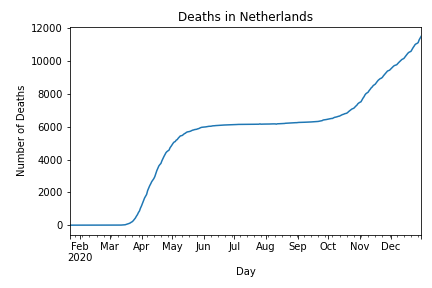 Deaths in Netherlands
12000
10000
8000
6000
4000
2000
0
Number of Deaths
Feb Mar Apr May Jun Jul Aug Sep Oct Nov Dec
2020
Day